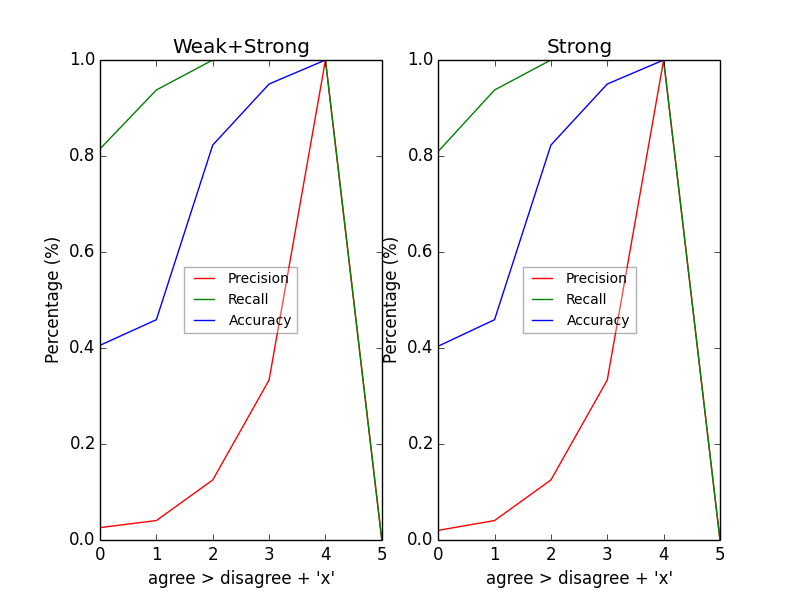 Weak+Strong
Percentage (%)
1.0
0.8
0.6
0.4
0.2
0.0
Precision
Recall
Accuracy
0 1 2 3 4 5
agree > disagree + 'x'
Strong
Percentage (%)
1.0
0.8
0.6
0.4
0.2
0.0
Precision
Recall
Accuracy
0 1 2 3 4 5
agree > disagree + 'x'